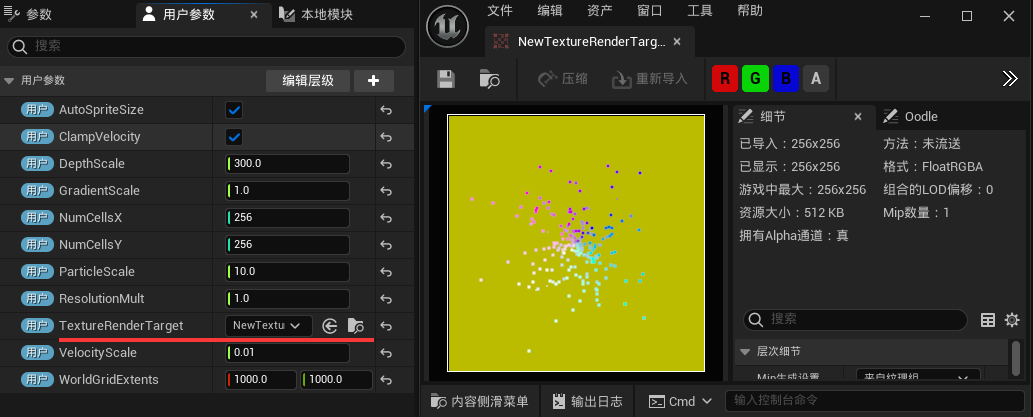 参数
用户参数
本地模块
搜索
用户参数
编辑层级
用户 AutoSpriteSize
用户 ClampVelocity
用户 DepthScale 300.0
用户 GradientScale 1.0
用户 NumCellsX 256
用户 NumCellsY 256
用户 ParticleScale 10.0
用户 ResolutionMult 1.0
用户 TextureRenderTarget NewTextu
用户 VelocityScale 0.01
用户 WorldGridExtents 1000.0 1000.0
文件 编辑 资产 窗口 工具 帮助
NewTextureRenderTarg...
压缩 重新导入 R G B A
细节
Oodle
已导入：256x256 方法：未流送
已显示：256x256 格式：FloatRGBA
游戏中最大：256x256 组合的LOD偏移：0
资源大小：512 KB Mip数量：1
拥有Alpha通道：真
搜索
层次细节
Mip生成设置 来自纹理组
内容侧滑菜单 输出日志 Cmd 输入控制台命令